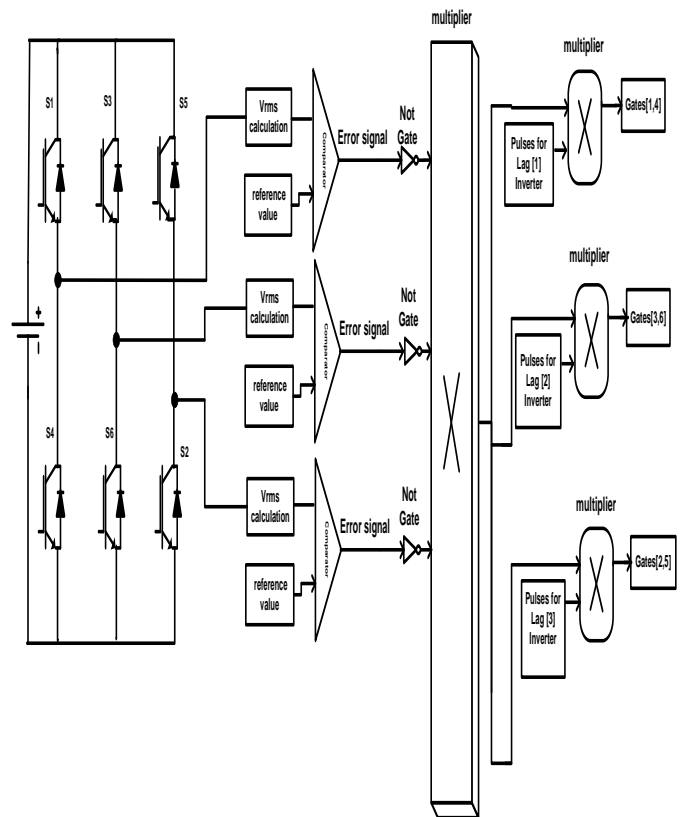 multiplier
S1
S3
S5
Vrms
calculation
reference
value
Comparator
Error signal
Not
Gate
multiplier
Pulses for
Lag [1]
Inverter
Gates[1,4]
Vrms
calculation
reference
value
Comparator
Error signal
Not
Gate
multiplier
Pulses for
Lag [2]
Inverter
Gates[3,6]
+
-
S4
S6
S2
Vrms
calculation
reference
value
Comparator
Error signal
Not
Gate
multiplier
Pulses for
Lag [3]
Inverter
Gates[2,5]